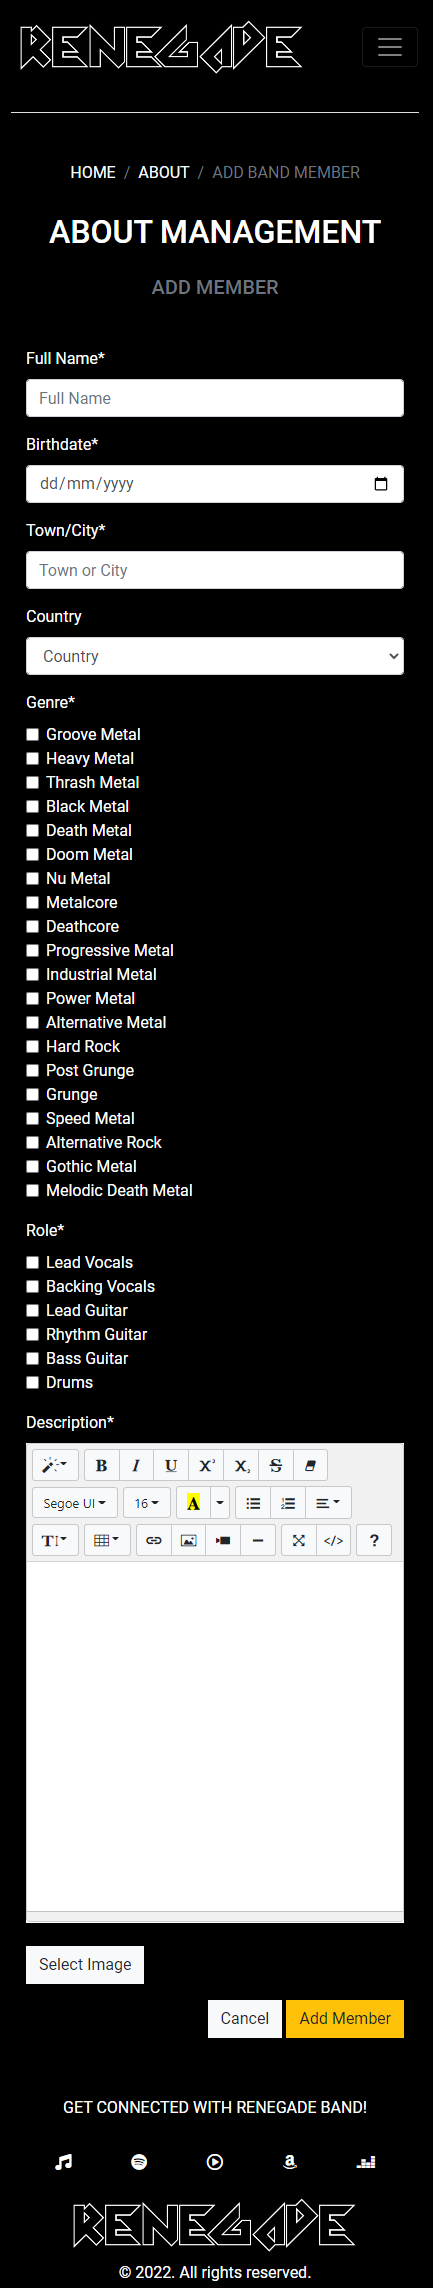 RENEGADE
HOME / ABOUT / ADD BAND MEMBER
ABOUT MANAGEMENT
ADD MEMBER
Full Name*
Full Name
Birthdate*
dd/mm/yyyy
Town/City*
Town or City
Country
Country
Genre*
Groove Metal
Heavy Metal
Thrash Metal
Black Metal
Death Metal
Doom Metal
Nu Metal
Metalcore
Deathcore
Progressive Metal
Industrial Metal
Power Metal
Alternative Metal
Hard Rock
Post Grunge
Grunge
Speed Metal
Alternative Rock
Gothic Metal
Melodic Death Metal
Role*
Lead Vocals
Backing Vocals
Lead Guitar
Rhythm Guitar
Bass Guitar
Drums
Description*
B I U X² X₂ S
Segoe UI 16 A
T </> ?
Select Image
Cancel Add Member
GET CONNECTED WITH RENEGADE BAND!
RENEGADE
© 2022. All rights reserved.